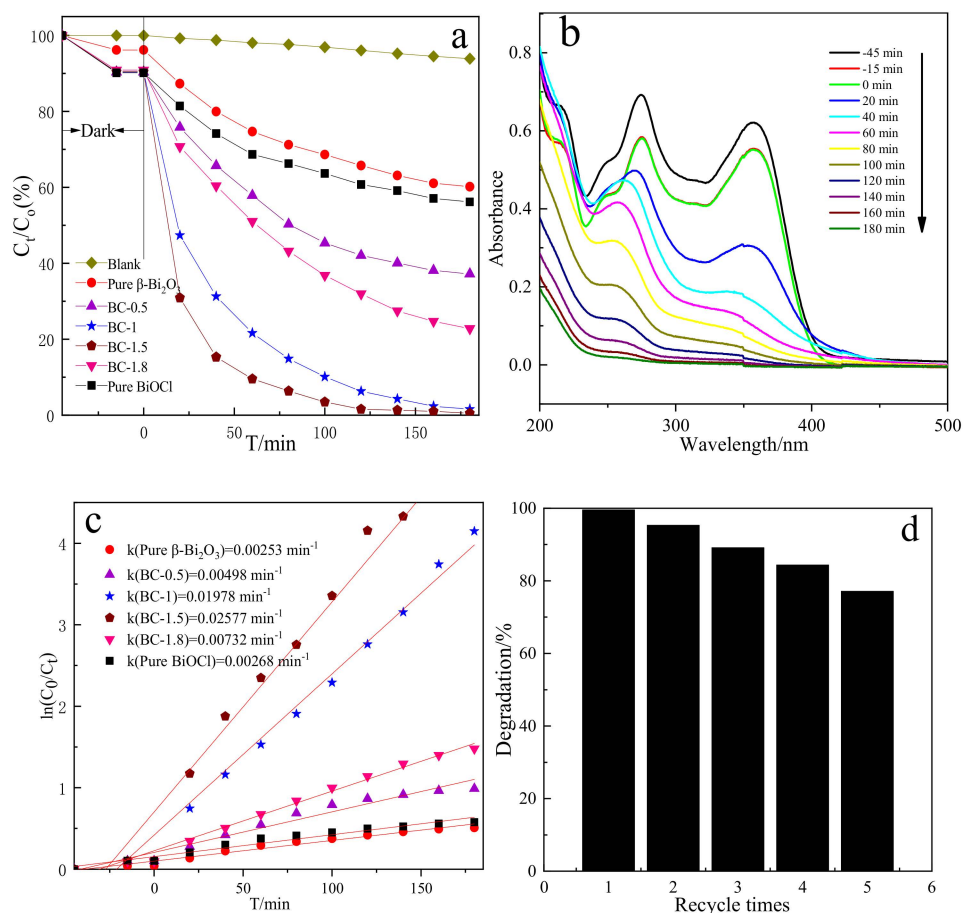 a
100
80
60
40
20
0
Ct/Co(%)
Dark
Blank
Pure β-Bi2O3
BC-0.5
BC-1
BC-1.5
BC-1.8
Pure BiOCl
0
50
100
150
T/min
b
0.8
0.6
0.4
0.2
0.0
Absorbance
-45 min
-15 min
0 min
20 min
40 min
60 min
80 min
100 min
120 min
140 min
160 min
180 min
200
300
400
500
Wavelength/nm
c
4
3
2
1
0
ln(C0/Ct)
k(Pure β-Bi2O3)=0.00253 min-1
k(BC-0.5)=0.00498 min-1
k(BC-1)=0.01978 min-1
k(BC-1.5)=0.02577 min-1
k(BC-1.8)=0.00732 min-1
k(Pure BiOCl)=0.00268 min-1
0
50
100
150
T/min
d
100
80
60
40
20
0
Degradation/%
0
1
2
3
4
5
6
Recycle times